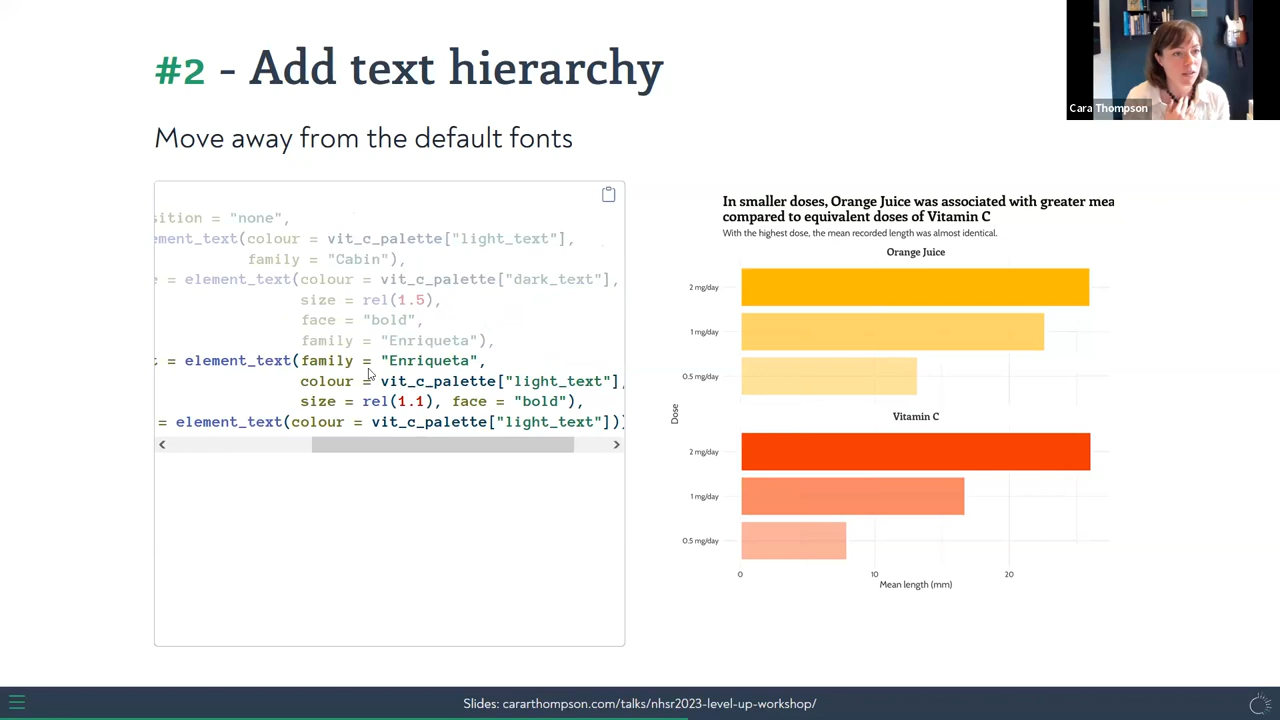 #2 - Add text hierarchy
Cara Thompson
Move away from the default fonts
sition = "none",
ement_text(colour = vit_c_palette["light_text"],
family = "Cabin"),
e = element_text(colour = vit_c_palette["dark_text"],
size = rel(1.5),
face = "bold",
family = "Enriqueta"),
t = element_text(family = "Enriqueta",
colour = vit_c_palette["light_text"],
size = rel(1.1), face = "bold"),
= element_text(colour = vit_c_palette["light_text"]))
In smaller doses, Orange Juice was associated with greater mea
compared to equivalent doses of Vitamin C
With the highest dose, the mean recorded length was almost identical.
Orange Juice
2 mg/day
1 mg/day
0.5 mg/day
Dose
Vitamin C
2 mg/day
1 mg/day
0.5 mg/day
0 10 20
Mean length (mm)
Slides: cararthompson.com/talks/nhsr2023-level-up-workshop/